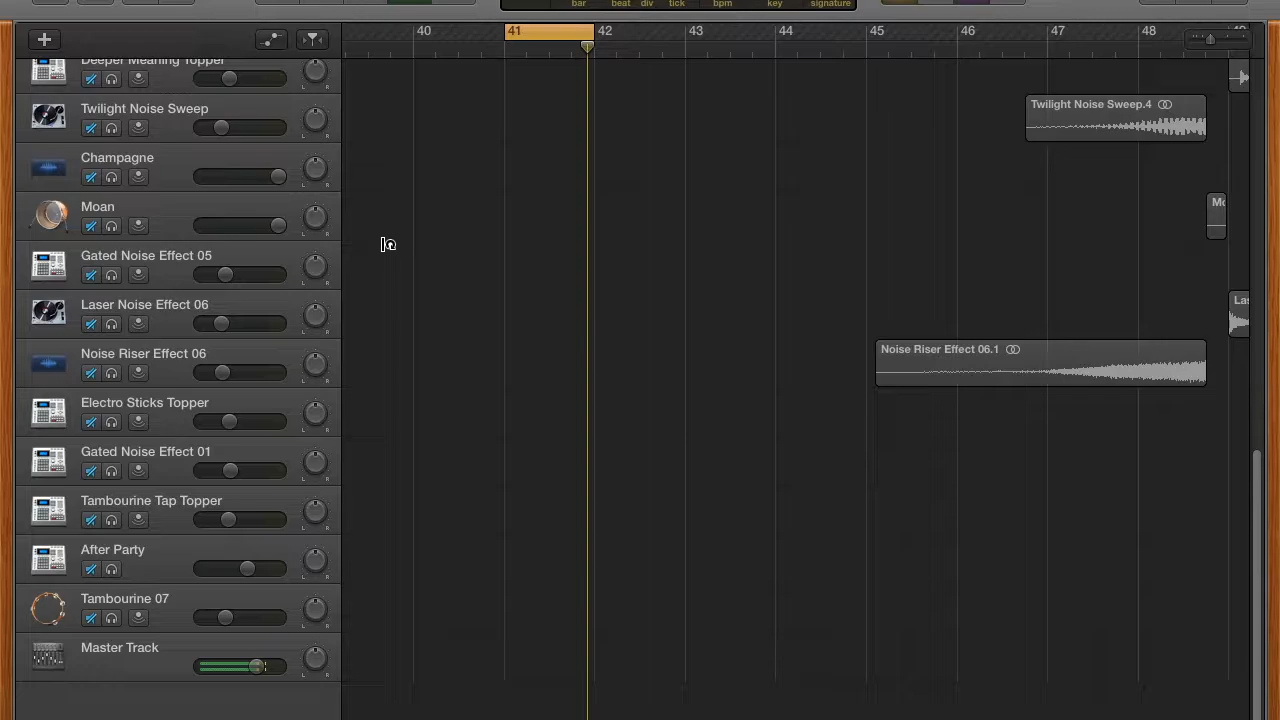 bar beat div tick bpm key signature
40 41 42 43 45 46 47 48
Deeper Meaning Topper
L R
Twilight Noise Sweep
L R
Twilight Noise Sweep.4
Champagne
L R
Moan
L R
Gated Noise Effect 05
L R
Laser Noise Effect 06
L R
Noise Riser Effect 06
L R
Noise Riser Effect 06.1
Electro Sticks Topper
L R
Gated Noise Effect 01
L R
Tambourine Tap Topper
L R
After Party
L R
Tambourine 07
L R
Master Track
L R